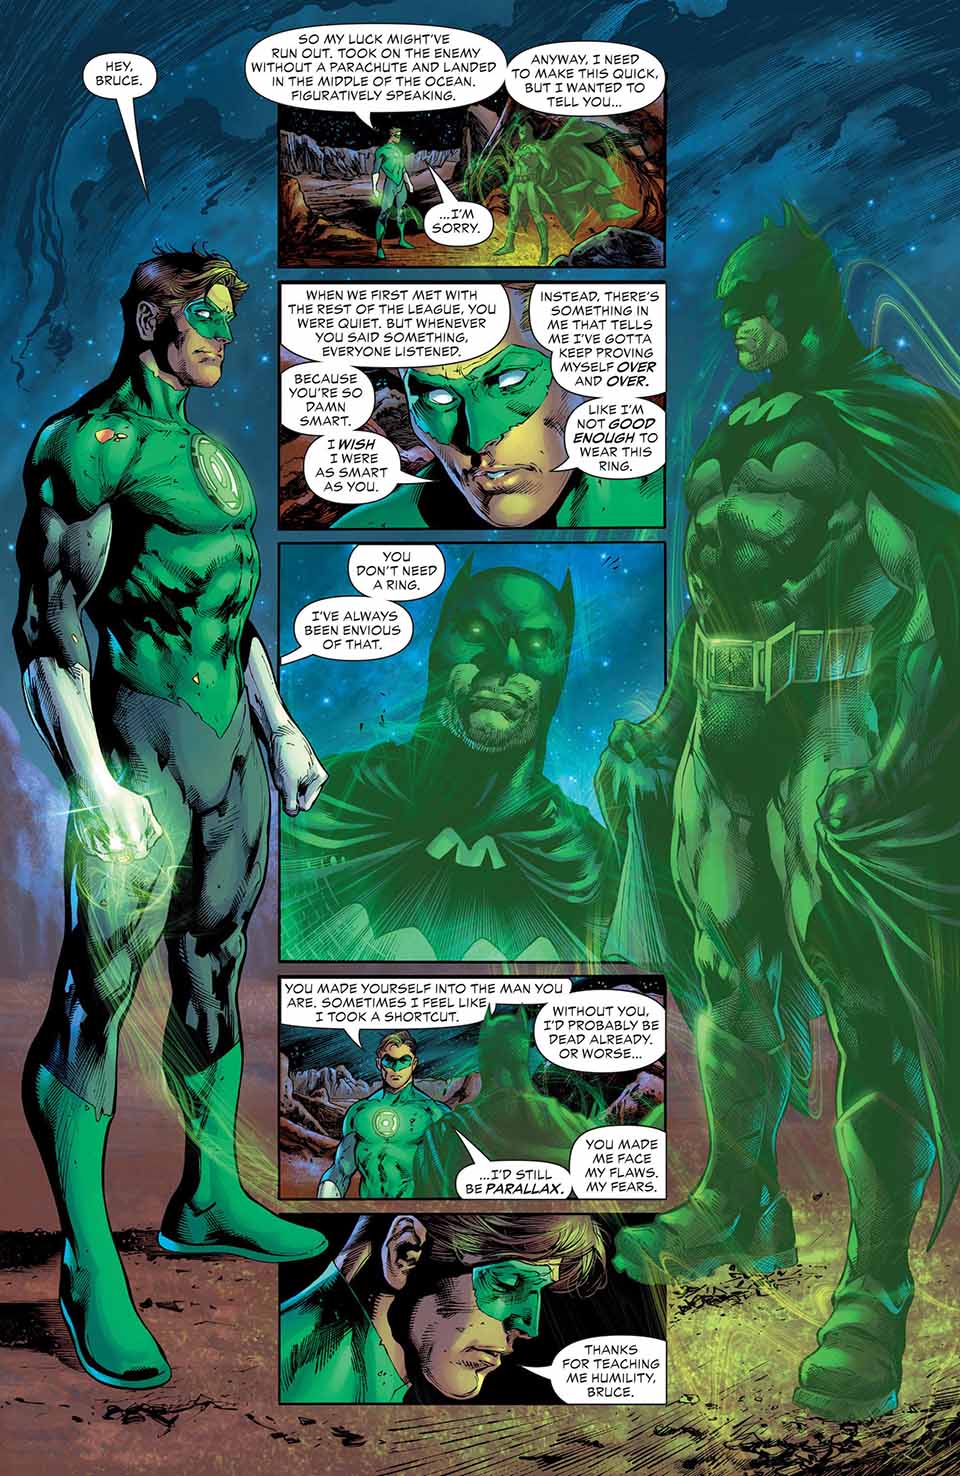 HEY,
BRUCE.
SO MY LUCK MIGHT'VE
RUN OUT. TOOK ON THE ENEMY
WITHOUT A PARACHUTE AND LANDED
IN THE MIDDLE OF THE OCEAN.
FIGURATIVELY SPEAKING.
ANYWAY, I NEED
TO MAKE THIS QUICK,
BUT I WANTED TO
TELL YOU...
...I'M
SORRY.
WHEN WE FIRST MET WITH
THE REST OF THE LEAGUE, YOU
WERE QUIET. BUT WHENEVER
YOU SAID SOMETHING,
EVERYONE LISTENED.
BECAUSE
YOU'RE SO
DAMN
SMART.
I WISH
I WERE
AS SMART
AS YOU.
INSTEAD, THERE'S
SOMETHING IN
ME THAT TELLS
ME I'VE GOTTA
KEEP PROVING
MYSELF OVER
AND OVER.
LIKE I'M
NOT GOOD
ENOUGH TO
WEAR THIS
RING.
YOU
DON'T NEED
A RING.
I'VE ALWAYS
BEEN ENVIOUS
OF THAT.
YOU MADE YOURSELF INTO THE MAN YOU
ARE. SOMETIMES I FEEL LIKE
I TOOK A SHORTCUT.
WITHOUT YOU,
I'D PROBABLY BE
DEAD ALREADY.
OR WORSE...
...I'D STILL
BE PARALLAX.
YOU MADE
ME FACE
MY FLAWS.
MY FEARS.
THANKS
FOR TEACHING
ME HUMILITY,
BRUCE.